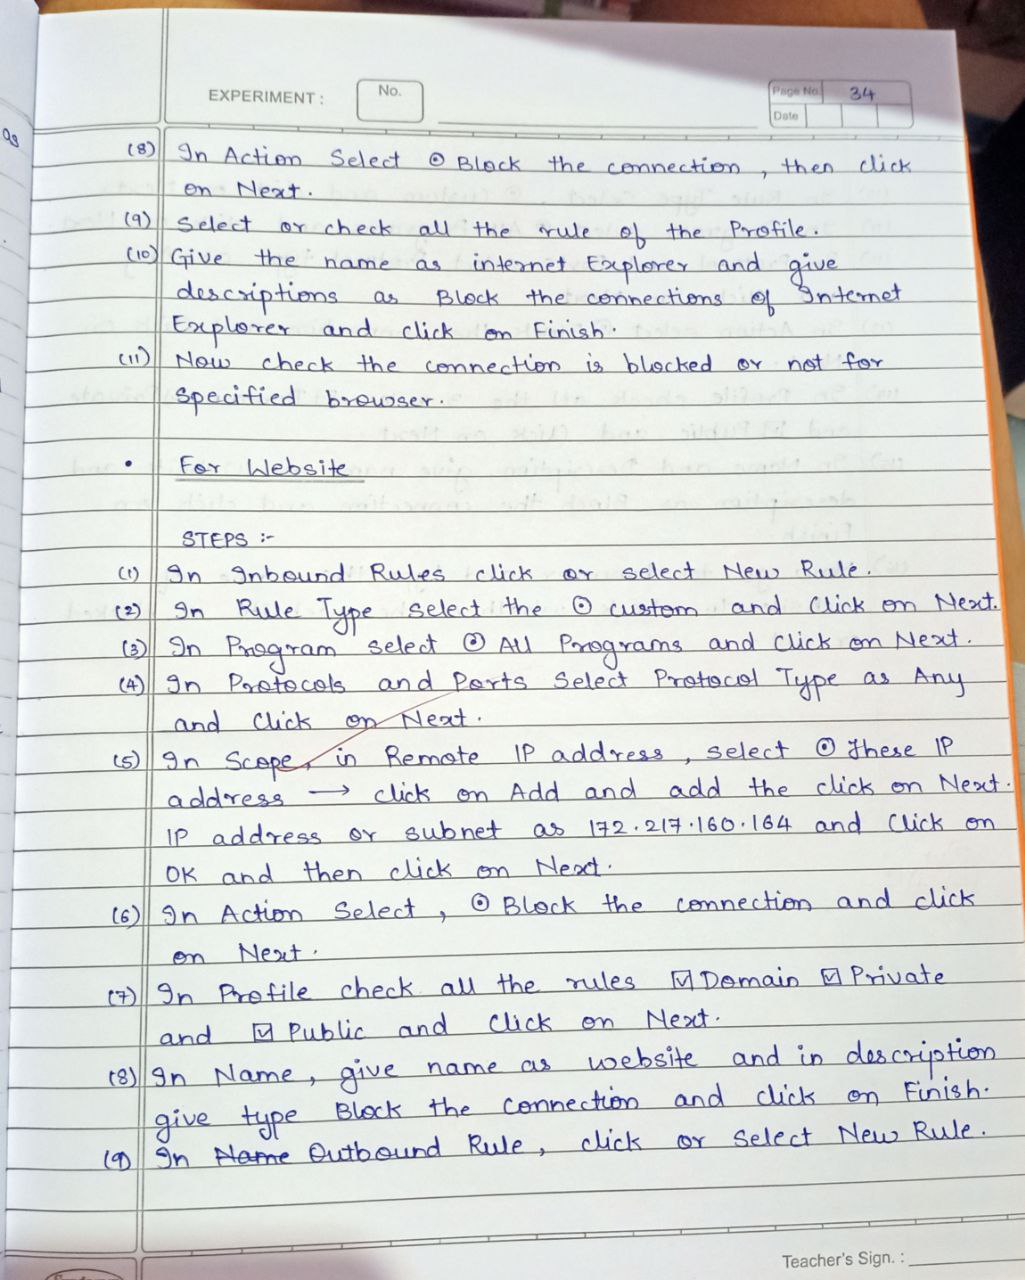 EXPERIMENT :
No.
Page No. 34
Date
as
(8) In Action Select ⊙ Block the connection , then click
on Next .
(9) Select or check all the rule of the Profile .
(10) Give the name as internet Explorer and give
descriptions as Block the connections of Internet
Explorer and click on Finish .
(11) Now check the connection is blocked or not for
specified browser .
• For Website
STEPS :-
(1) In Inbound Rules click or select New Rule .
(2) In Rule Type select the ⊙ custom and Click on Next .
(3) In Program select ⊙ All Programs and Click on Next .
(4) In Protocols and Ports Select Protocol Type as Any
and Click on Next .
(5) In Scope , in Remote IP address , select ⊙ These IP
address → click on Add and add the click on Next .
IP address or subnet as 172.217.160.164 and Click on
OK and then click on Next .
(6) In Action Select , ⊙ Block the connection and click
on Next .
(7) In Profile check all the rules ☑ Domain ☑ Private
and ☑ Public and Click on Next .
(8) In Name , give name as website and in description
give type Block the connection and click on Finish .
(9) In Name Outbound Rule , click or Select New Rule .
Teacher's Sign. :